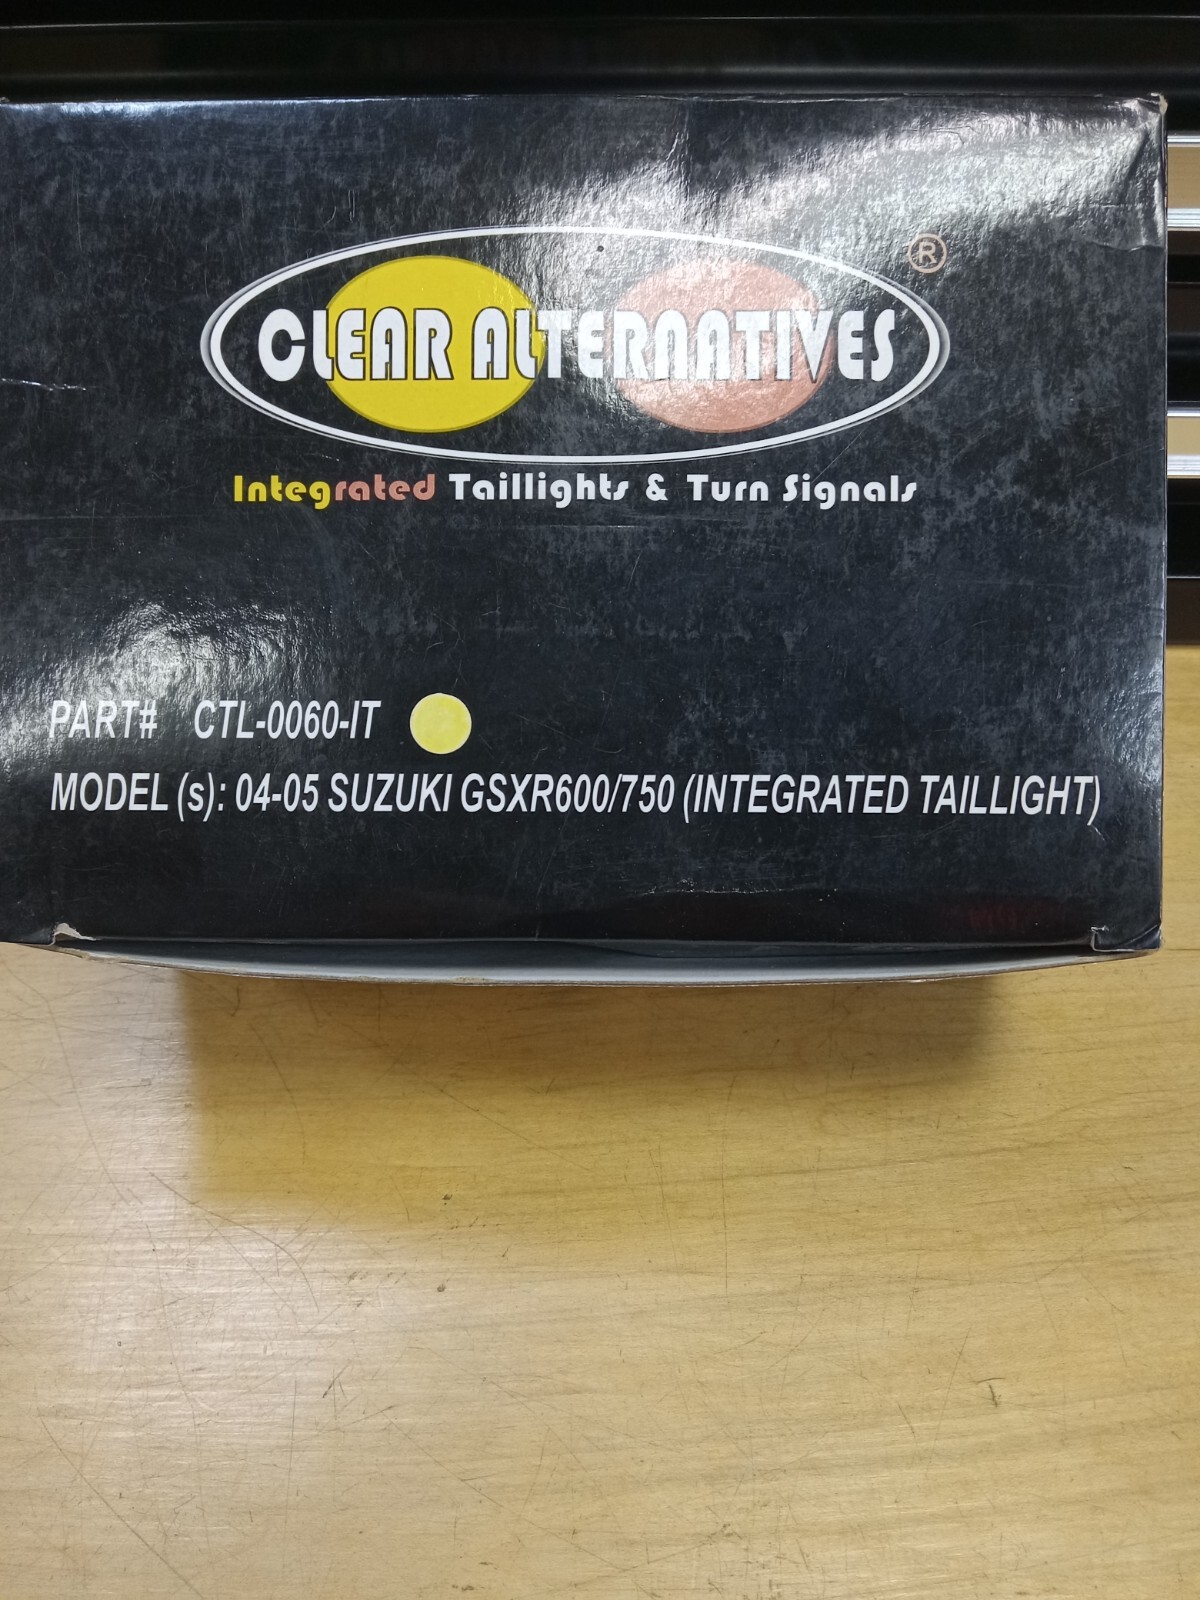 CLEAR ALTERNATIVES ®
Integrated Taillights & Turn Signals
PART# CTL-0060-IT
MODEL (s): 04-05 SUZUKI GSXR600/750 (INTEGRATED TAILLIGHT)